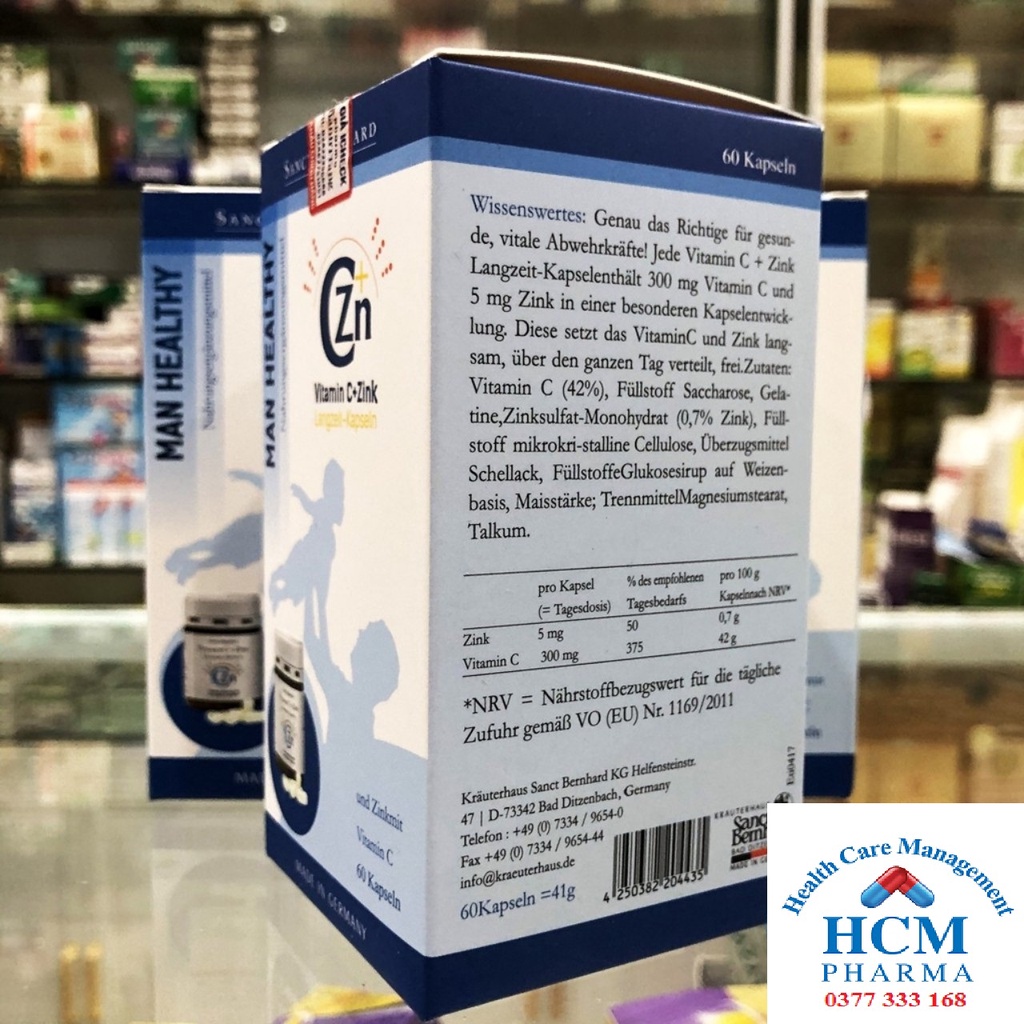 60 Kapseln
Wissenswertes: Genau das Richtige für gesun-
de, vitale Abwehrkräfte! Jede Vitamin C + Zink
Langzeit-Kapselenthält 300 mg Vitamin C und
5 mg Zink in einer besonderen Kapselentwick-
lung. Diese setzt das VitaminC und Zink lang-
sam, über den ganzen Tag verteilt, frei.Zutaten:
Vitamin C (42%), Füllstoff Saccharose, Gela-
tine,Zinksulfat-Monohydrat (0,7% Zink), Füll-
stoff mikrokri-stalline Cellulose, Überzugsmittel
Schellack, FüllstoffeGlukosesirup auf Weizen-
basis, Maisstärke; TrennmittelMagnesiumstearat,
Talkum.
pro Kapsel % des empfohlenen pro 100 g
(= Tagesdosis) Tagesbedarfs Kapselnnach NRV*
Zink 5 mg 50 0,7 g
Vitamin C 300 mg 375 42 g
*NRV = Nährstoffbezugswert für die tägliche
Zufuhr gemäß VO (EU) Nr. 1169/2011
Kräuterhaus Sanct Bernhard KG Helfensteinstr.
47 | D-73342 Bad Ditzenbach, Germany
Telefon : +49 (0) 7334 / 9654-0
Fax +49 (0) 7334 / 9654-44
info@kraeuterhaus.de
60Kapseln =41g
4 250382 204435
E60417
MAN HEALTHY
Nahrungsergänzungsmittel
MAN HEALTHY
C+Zn
Vitamin C+Zink
Langzeit-Kapseln
und Zinkmit
Vitamin C
60 Kapseln
MADE IN GERMANY
Health Care Management
HCM
PHARMA
0377 333 168